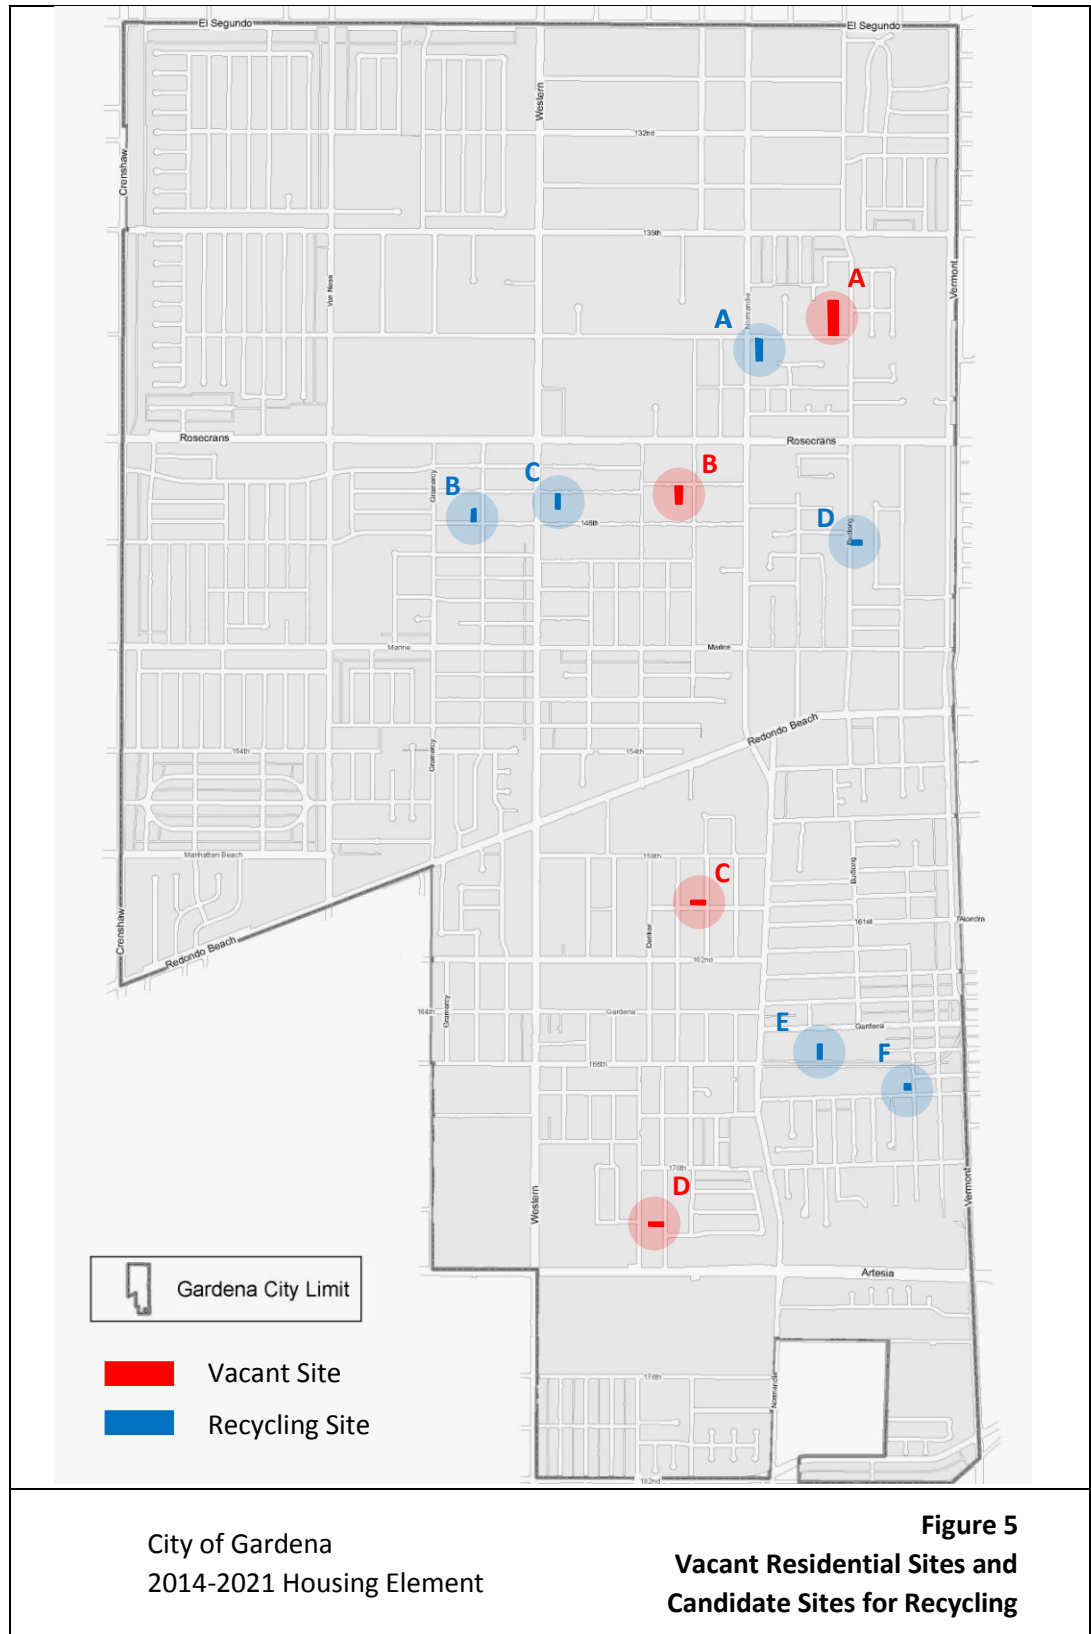 El Segundo
El Segundo
Western
132nd
Crenshaw
135th
Van Ness
Normandie
Vermont
A
A
Rosecrans
Rosecrans
Gramercy
B
C
B
D
Budlong
148th
Marine
Marine
Redondo Beach
154th
Gramercy
154th
Manhattan Beach
158th
Budlong
C
Crenshaw
Redondo Beach
Denker
161st
Alondra
162nd
164th
Gramercy
Gardena
E
Gardena
F
166th
170th
D
Western
Vermont
Artesia
Gardena City Limit
Vacant Site
Recycling Site
178th
Normandie
182nd
City of Gardena
2014-2021 Housing Element
Figure 5
Vacant Residential Sites and
Candidate Sites for Recycling